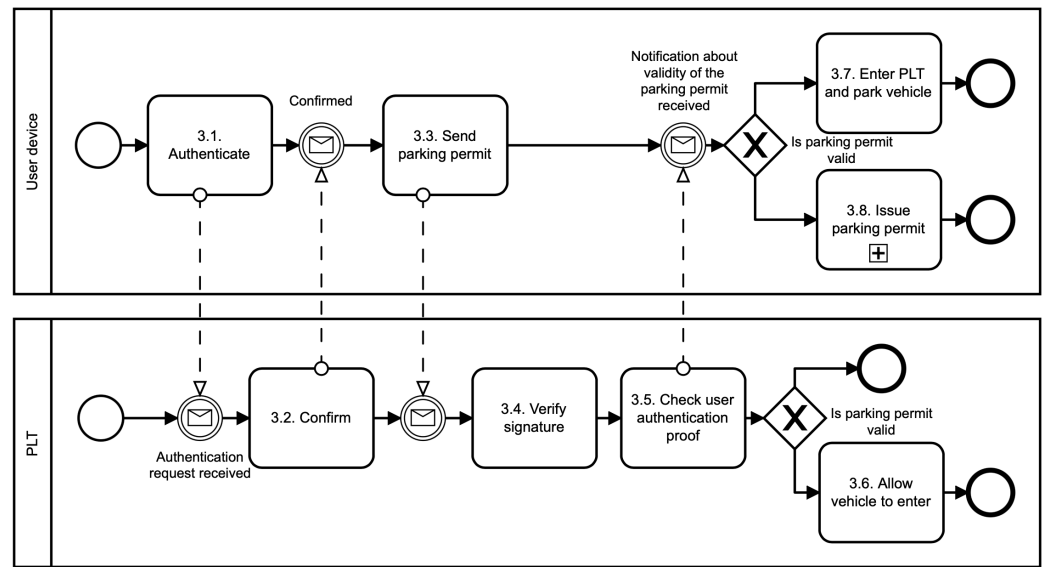 User device
3.1.
Authenticate
Confirmed
3.3. Send
parking permit
Notification about
validity of the
parking permit
received
X
Is parking permit
valid
3.7. Enter PLT
and park vehicle
3.8. Issue
parking permit
PLT
Authentication
request received
3.2. Confirm
3.4. Verify
signature
3.5. Check user
authentication
proof
X
Is parking permit
valid
3.6. Allow
vehicle to enter